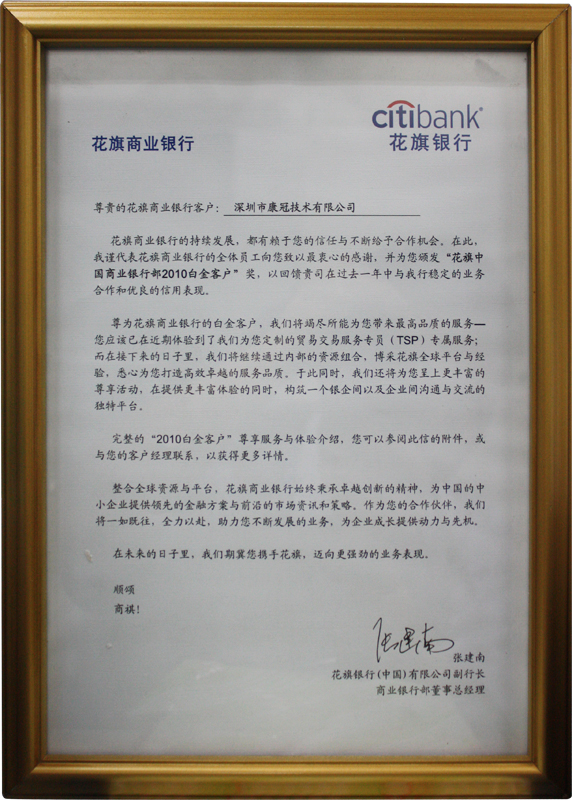 citibank®
花旗商业银行
花旗银行
尊贵的花旗商业银行客户： 深圳市康冠技术有限公司
花旗商业银行的持续发展，都有赖于您的信任与不断给予合作机会。在此，
我谨代表花旗商业银行的全体员工向您致以最衷心的感谢，并为您颁发“花旗中
国商业银行部2010白金客户”奖，以回馈贵司在过去一年中与我行稳定的业务
合作和优良的信用表现。
尊为花旗商业银行的白金客户，我们将竭尽所能为您带来最高品质的服务—
您应该已在近期体验到了我们为您定制的贸易交易服务专员（TSP）专属服务；
而在接下来的日子里，我们将继续通过内部的资源组合，博采花旗全球平台与经
验，悉心为您打造高效卓越的服务品质。于此同时，我们还将为您呈上更丰富的
尊享活动，在提供更丰富体验的同时，构筑一个银企间以及企业间沟通与交流的
独特平台。
完整的“2010白金客户”尊享服务与体验介绍，您可以参阅此信的附件，或
与您的客户经理联系，以获得更多详情。
整合全球资源与平台，花旗商业银行始终秉承卓越创新的精神，为中国的中
小企业提供领先的金融方案与前沿的市场资讯和策略。作为您的合作伙伴，我们
将一如既往，全力以赴，助力您不断发展的业务，为企业成长提供动力与先机。
在未来的日子里，我们期冀您携手花旗，迈向更强劲的业务表现。
顺颂
商祺！
张建南
张建南
花旗银行(中国)有限公司副行长
商业银行部董事总经理